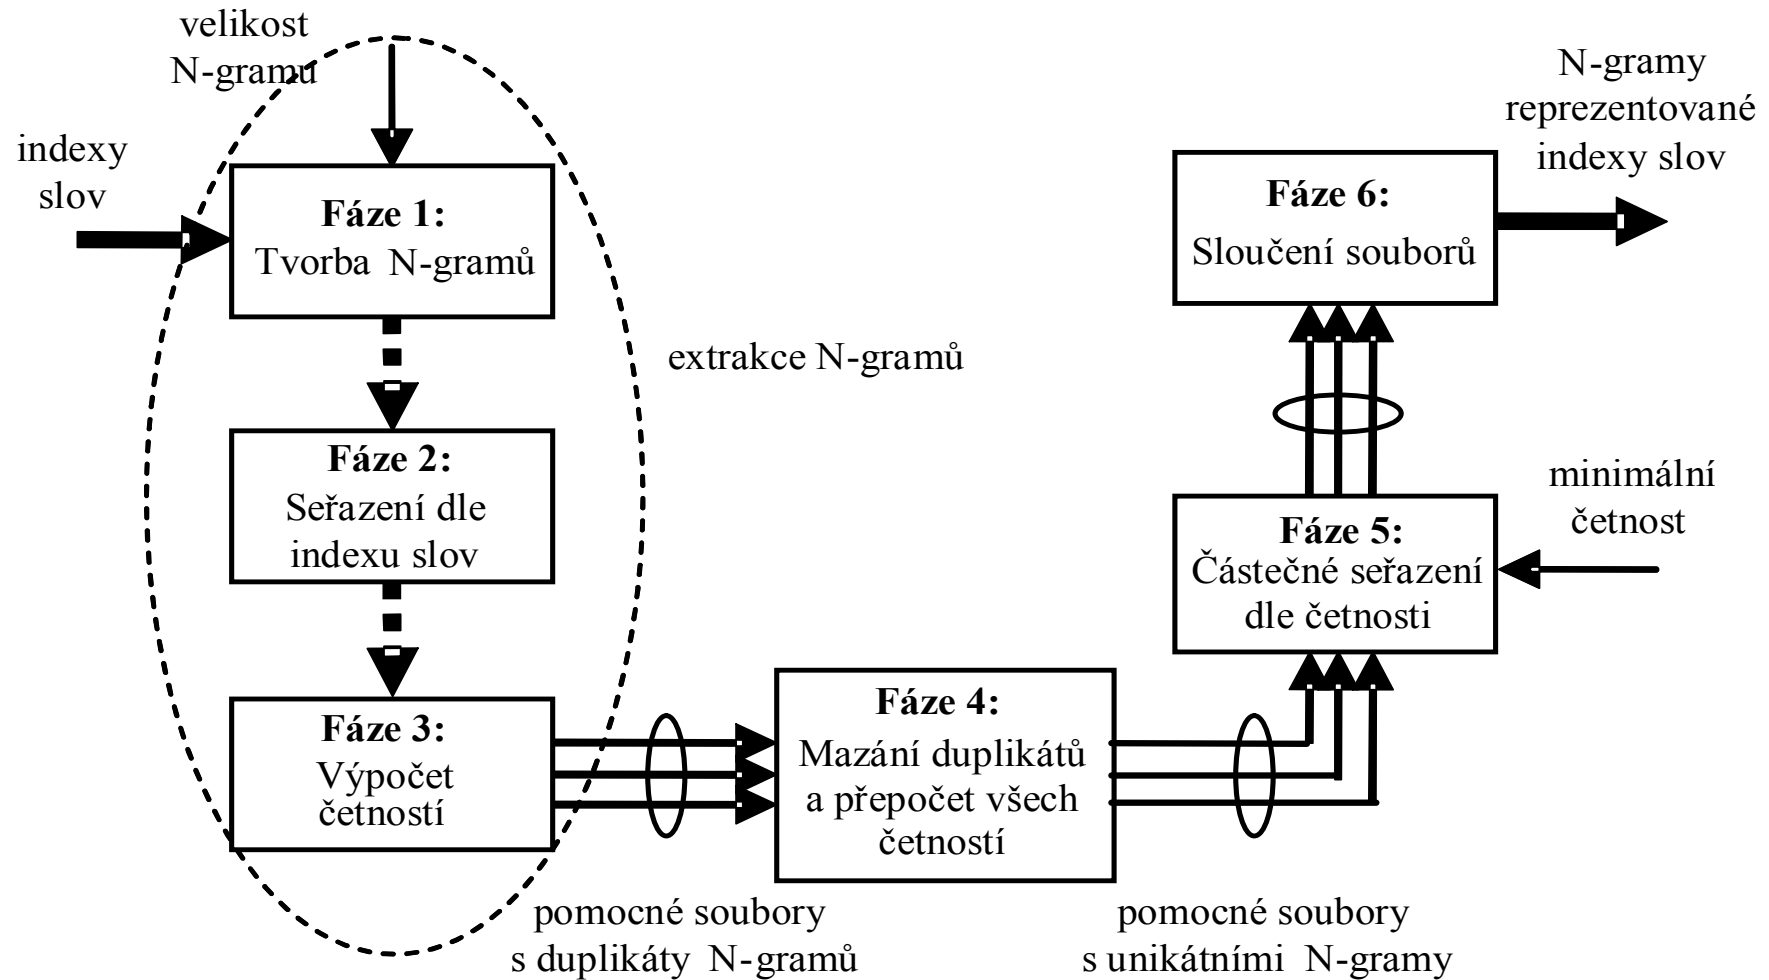 velikost
N-gramu
indexy
slov
Fáze 1:
Tvorba N-gramů
extrakce N-gramů
Fáze 2:
Seřazení dle
indexu slov
Fáze 3:
Výpočet
četností
pomocné soubory
s duplikáty N-gramů
Fáze 4:
Mazání duplikátů
a přepočet všech
četností
pomocné soubory
s unikátními N-gramy
Fáze 5:
Částečné seřazení
dle četnosti
minimální
četnost
Fáze 6:
Sloučení souborů
N-gramy
reprezentované
indexy slov